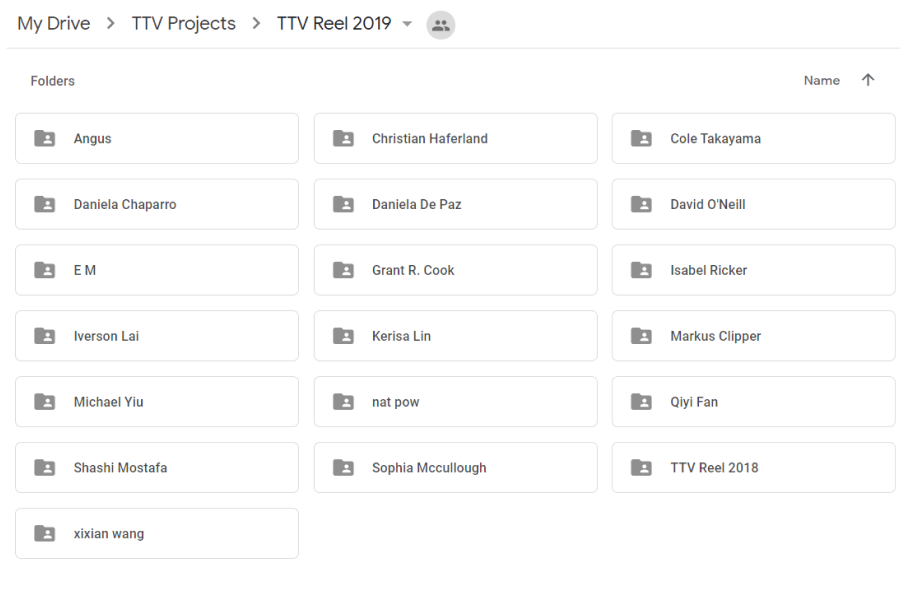 My Drive > TTV Projects > TTV Reel 2019
Folders Name
Angus Christian Haferland Cole Takayama
Daniela Chaparro Daniela De Paz David O'Neill
E M Grant R. Cook Isabel Ricker
Iverson Lai Kerisa Lin Markus Clipper
Michael Yiu nat pow Qiyi Fan
Shashi Mostafa Sophia Mccullough TTV Reel 2018
xixian wang